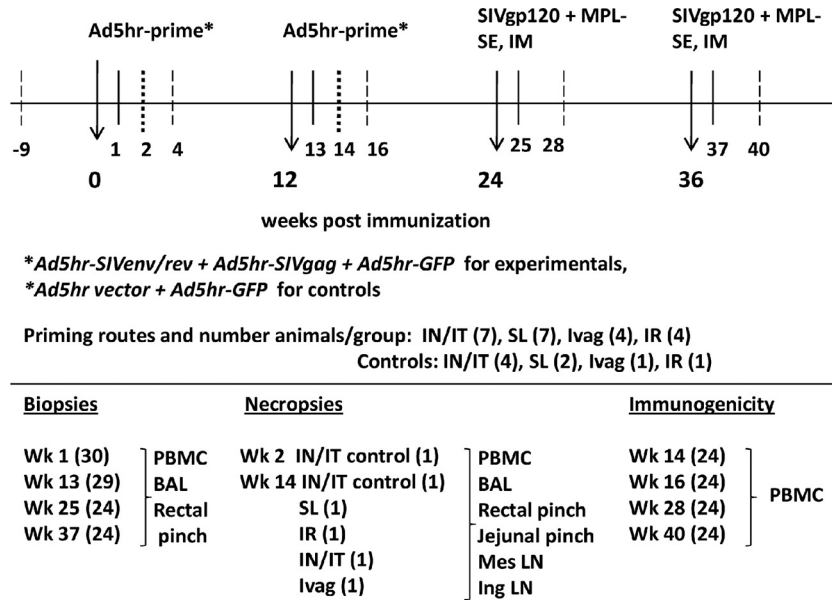 Ad5hr-prime*
Ad5hr-prime*
SIVgp120 + MPL-
SE, IM
SIVgp120 + MPL-
SE, IM
-9 1 2 4 13 14 16 25 28 37 40
0 12 24 36
weeks post immunization
*Ad5hr-SIVenv/rev + Ad5hr-SIVgag + Ad5hr-GFP for experimentals,
*Ad5hr vector + Ad5hr-GFP for controls
Priming routes and number animals/group: IN/IT (7), SL (7), Ivag (4), IR (4)
Controls: IN/IT (4), SL (2), Ivag (1), IR (1)
Biopsies
Wk 1 (30)
Wk 13 (29)
Wk 25 (24)
Wk 37 (24)
PBMC
BAL
Rectal
pinch
Necropsies
Wk 2 IN/IT control (1)
Wk 14 IN/IT control (1)
SL (1)
IR (1)
IN/IT (1)
Ivag (1)
PBMC
BAL
Rectal pinch
Jejunal pinch
Mes LN
Ing LN
Immunogenicity
Wk 14 (24)
Wk 16 (24)
Wk 28 (24)
Wk 40 (24)
PBMC